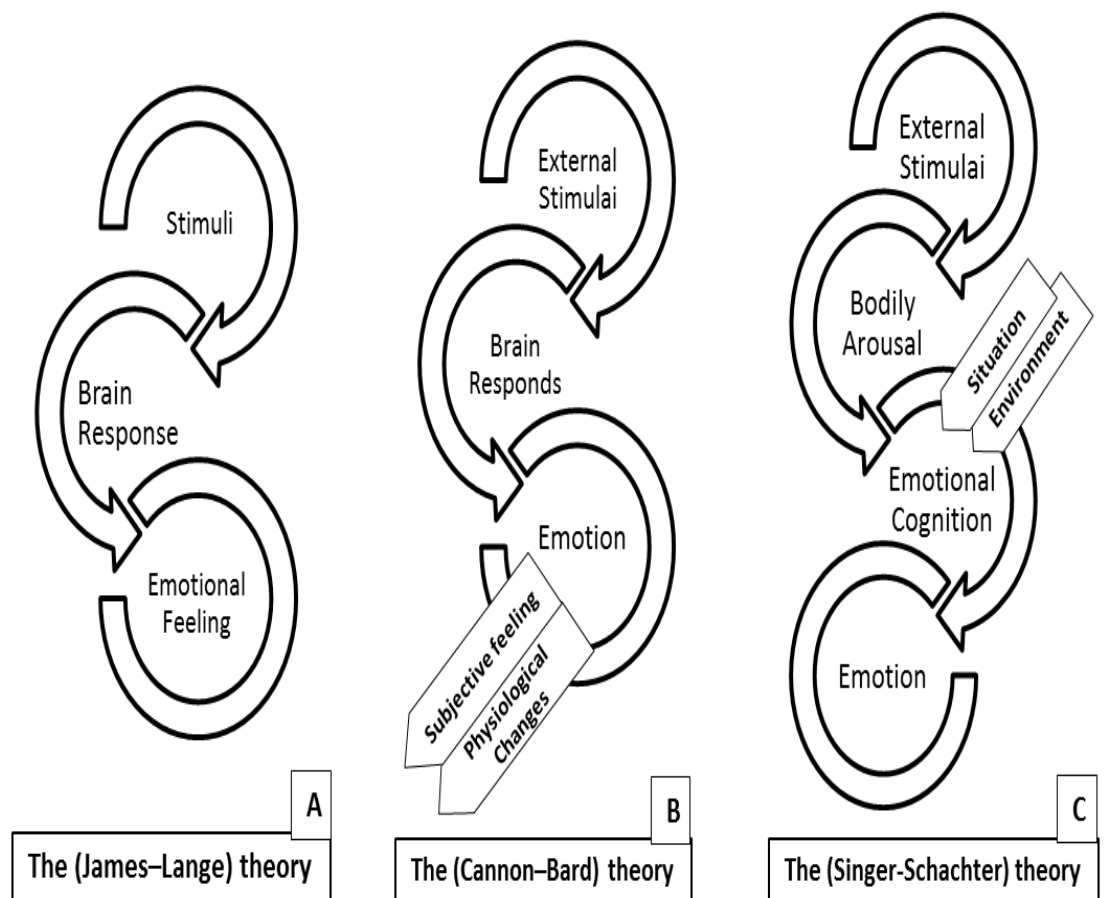 Stimuli
Brain
Response
Emotional
Feeling
A
The (James–Lange) theory
External
Stimulai
Brain
Responds
Emotion
Subjective feeling
Physiological
Changes
B
The (Cannon–Bard) theory
External
Stimulai
Bodily
Arousal
Situation
Environment
Emotional
Cognition
Emotion
C
The (Singer-Schachter) theory